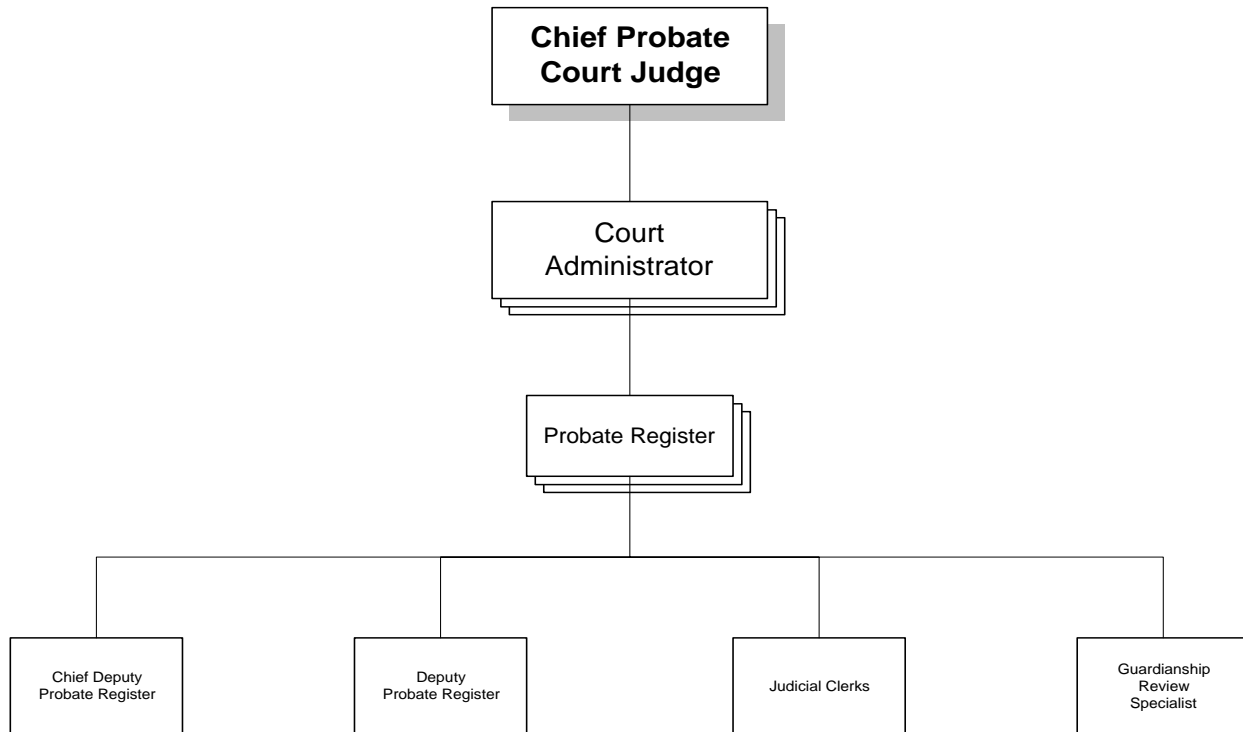 Chief Probate
Court Judge
Court
Administrator
Probate Register
Chief Deputy
Probate Register
Deputy
Probate Register
Judicial Clerks
Guardianship
Review
Specialist